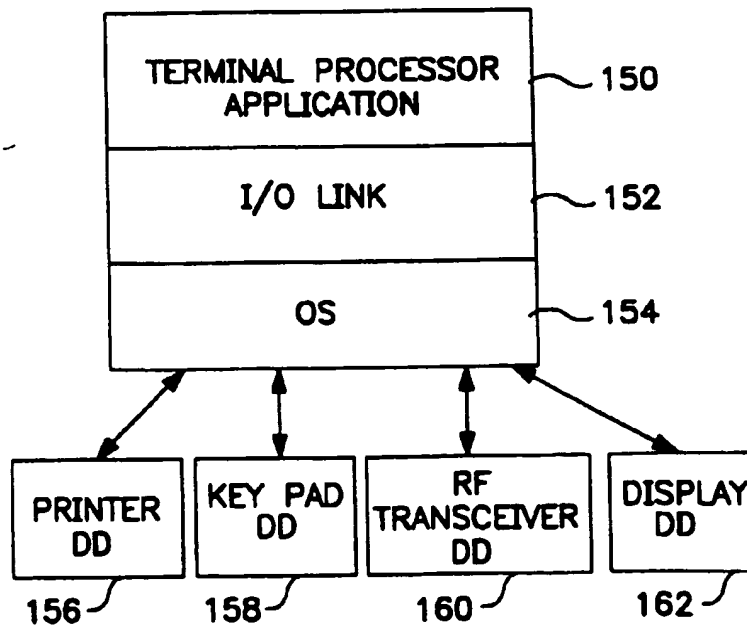 TERMINAL PROCESSOR
APPLICATION
150
I/O LINK
152
OS
154
PRINTER
DD
KEY PAD
DD
RF
TRANSCEIVER
DD
DISPLAY
DD
156
158
160
162